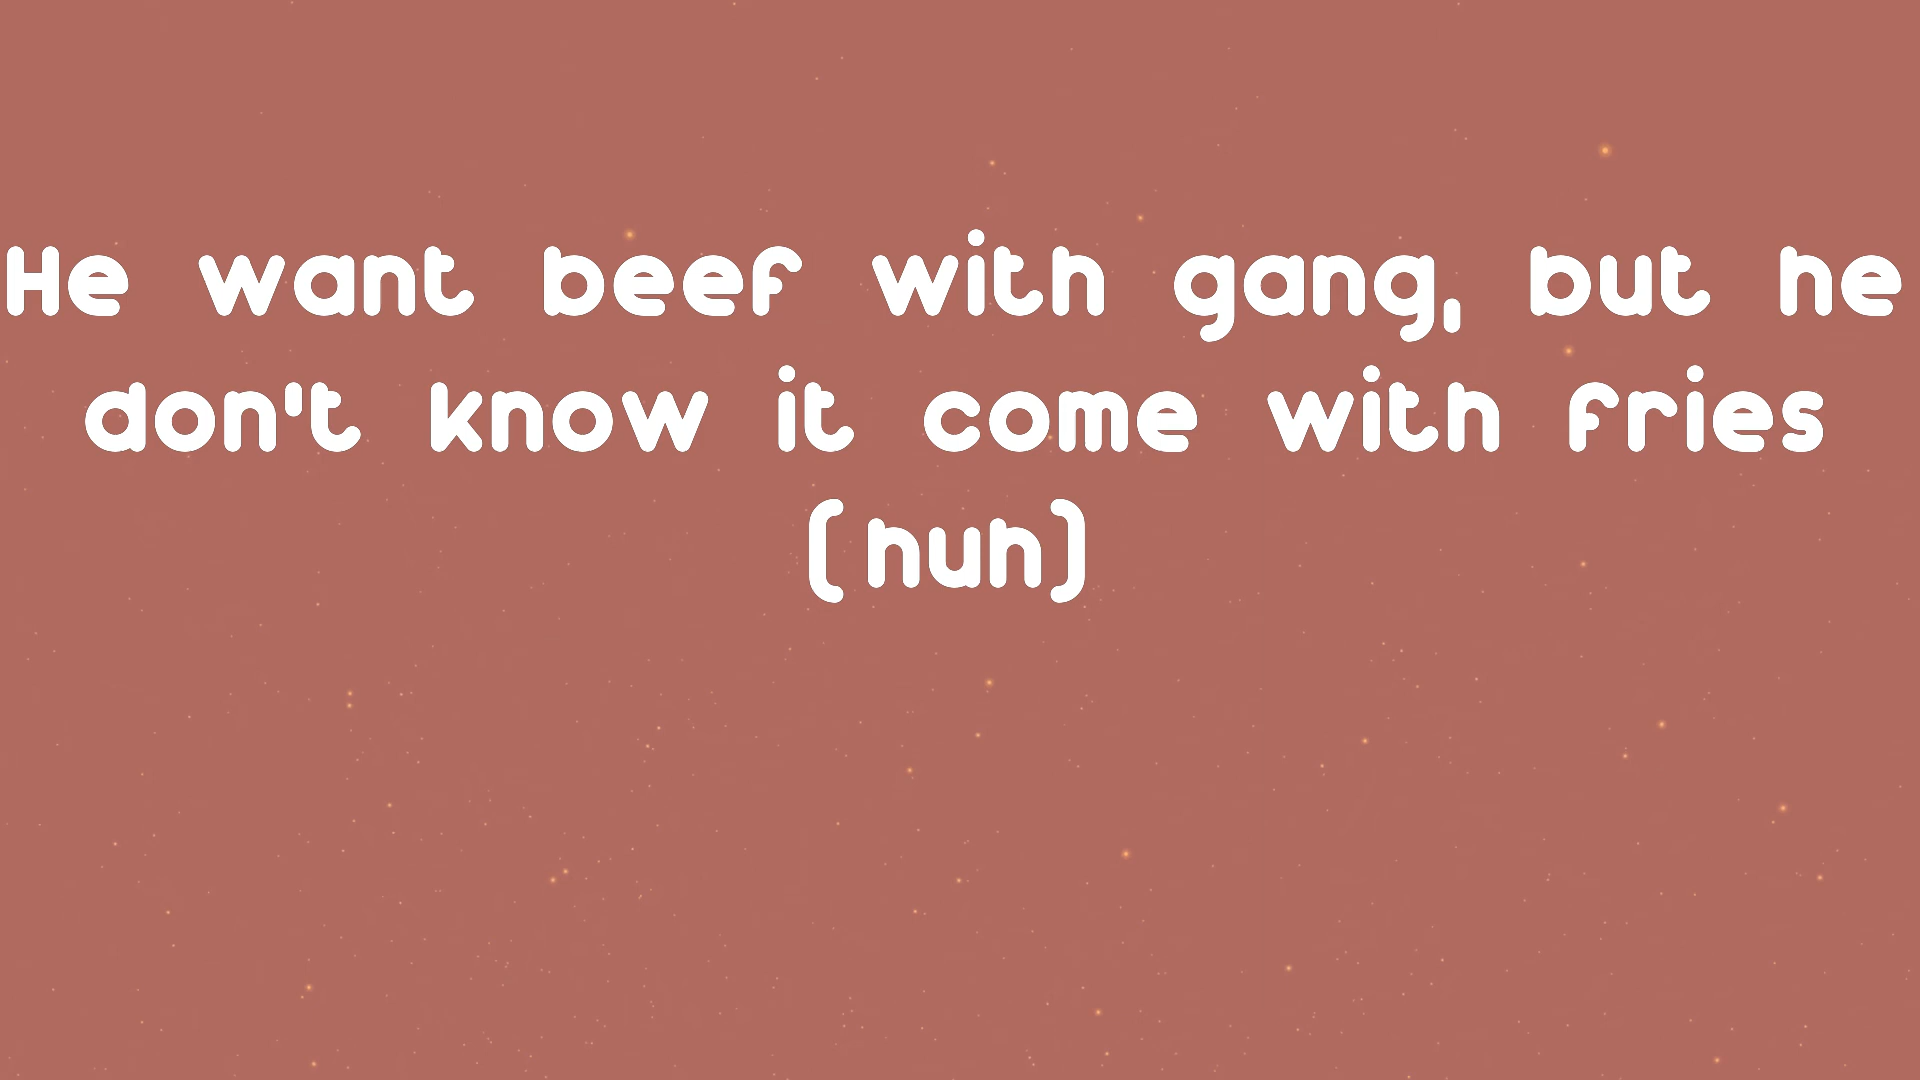 He want beef with gang, but he
don't know it come with fries
(huh)